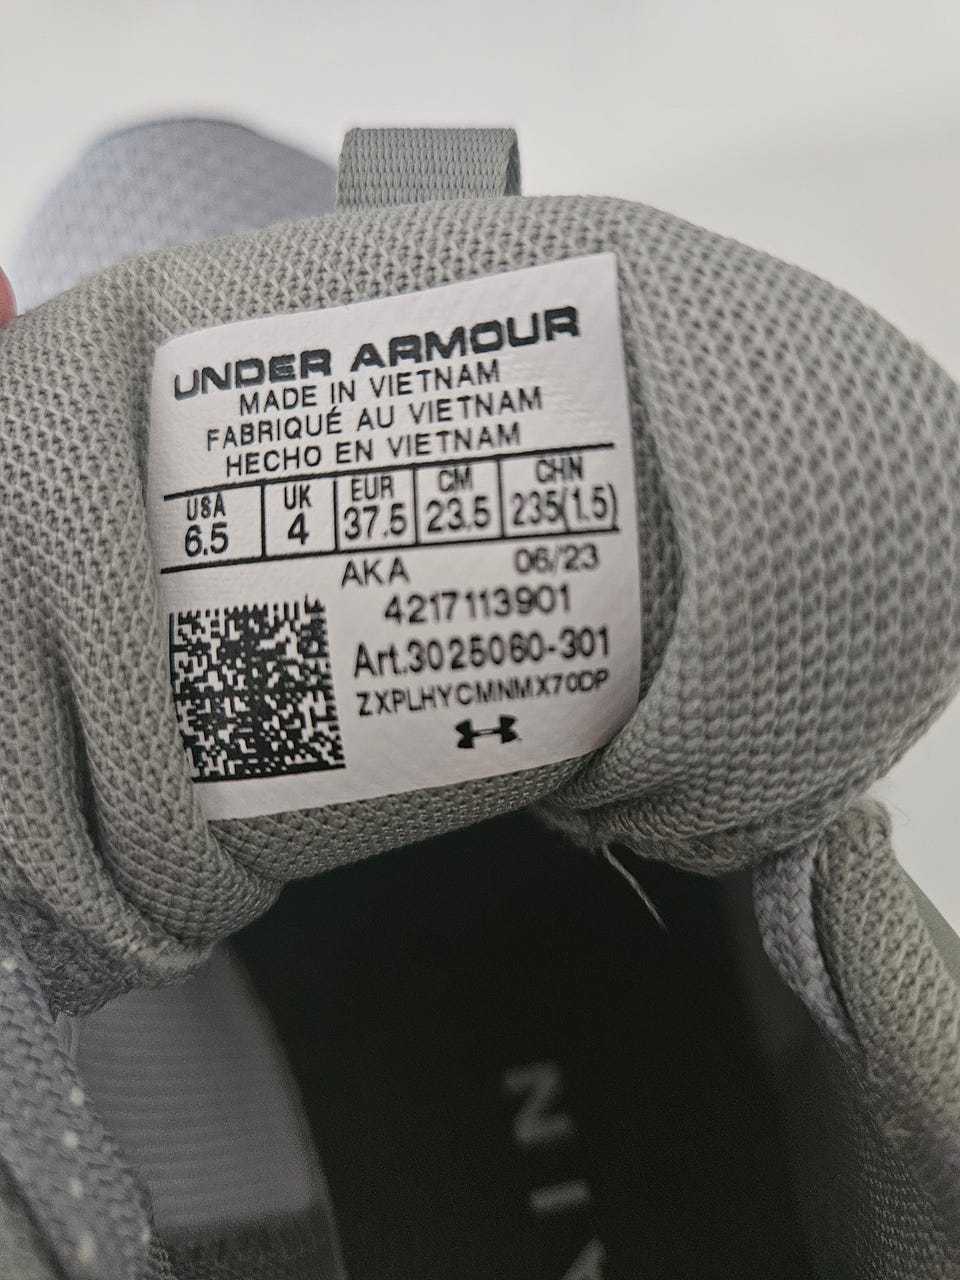 UNDER ARMOUR
MADE IN VIETNAM
FABRIQUÉ AU VIETNAM
HECHO EN VIETNAM
USA UK EUR CM CHN
6.5 4 37.5 23.5 235(1.5)
AKA 06/23
4217113901
Art.3025060-301
ZXPLHYCMNMX70DP